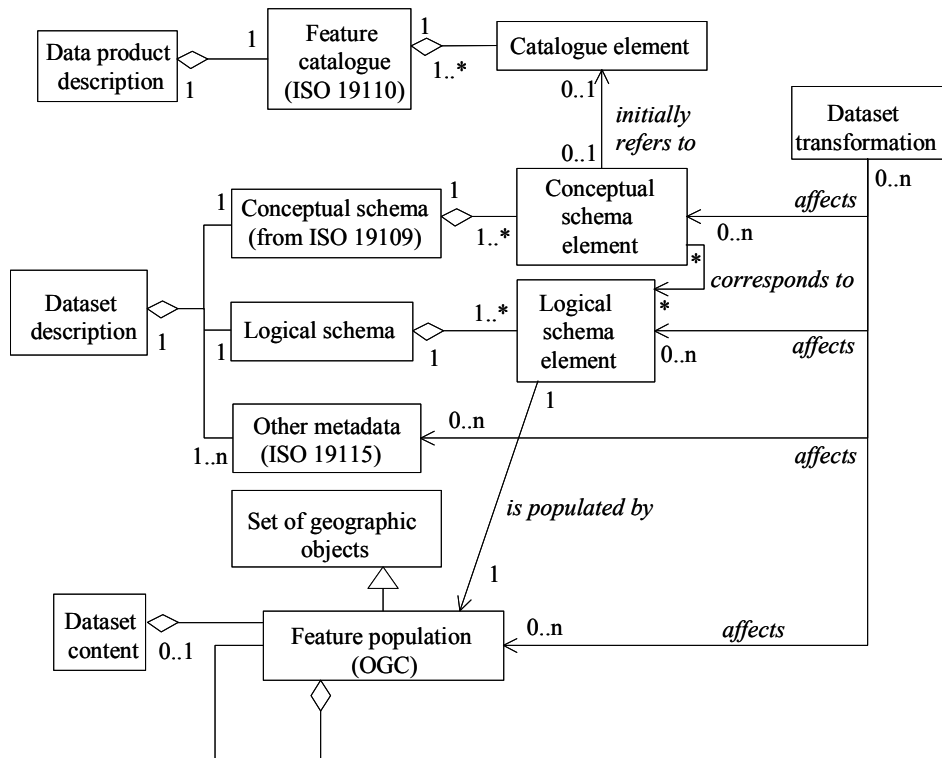 Data product
description
1
1
Feature
catalogue
(ISO 19110)
1
1..*
Catalogue element
0..1
initially
refers to
0..1
Dataset
transformation
0..n
Conceptual schema
(from ISO 19109)
1
1
1..*
Conceptual
schema
element
affects
0..n
*
corresponds to
*
Dataset
description
1
Logical schema
1
1
1..*
Logical
schema
element
0..n
affects
1
Other metadata
(ISO 19115)
1..n
0..n
affects
is populated by
1
Set of geographic
objects
Dataset
content
0..1
Feature population
(OGC)
0..n
affects